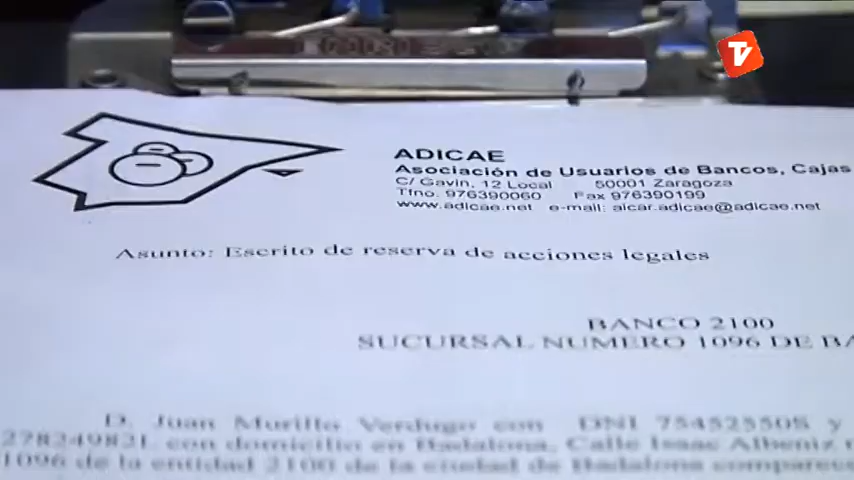 TV
ADICAE
Asociación de Usuarios de Bancos, Cajas
C/ Gavín, 12 Local 50001 Zaragoza
Tfno. 976390060 Fax 976390199
www.adicae.net e-mail: aicar.adicae@adicae.net
Asunto: Escrito de reserva de acciones legales
BANCO 2100
SUCURSAL NUMERO 1096 DE BA
D. Juan Murillo Verdugo con DNI y
con domicilio en Badalona, Calle Isaac Albeniz
1096 de la entidad 2100 de la ciudad de Badalona comparece